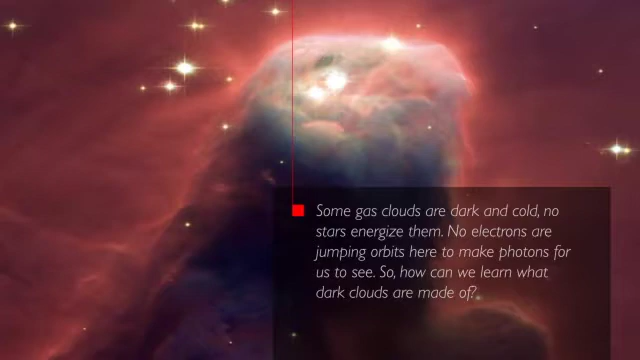 Some gas clouds are dark and cold, no
stars energize them. No electrons are
jumping orbits here to make photons for
us to see. So, how can we learn what
dark clouds are made of?